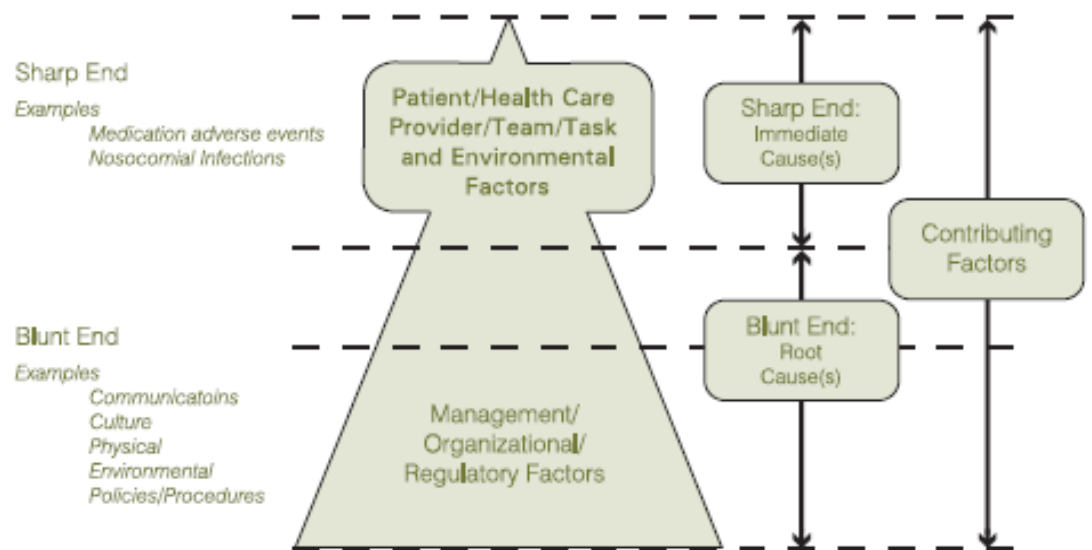 Sharp End
Examples
Medication adverse events
Nosocomial Infections
Patient/Health Care
Provider/Team/Task
and Environmental
Factors
Sharp End:
Immediate
Cause(s)
Contributing
Factors
Blunt End
Examples
Communicatoins
Culture
Physical
Environmental
Policies/Procedures
Management/
Organizational/
Regulatory Factors
Blunt End:
Root
Cause(s)